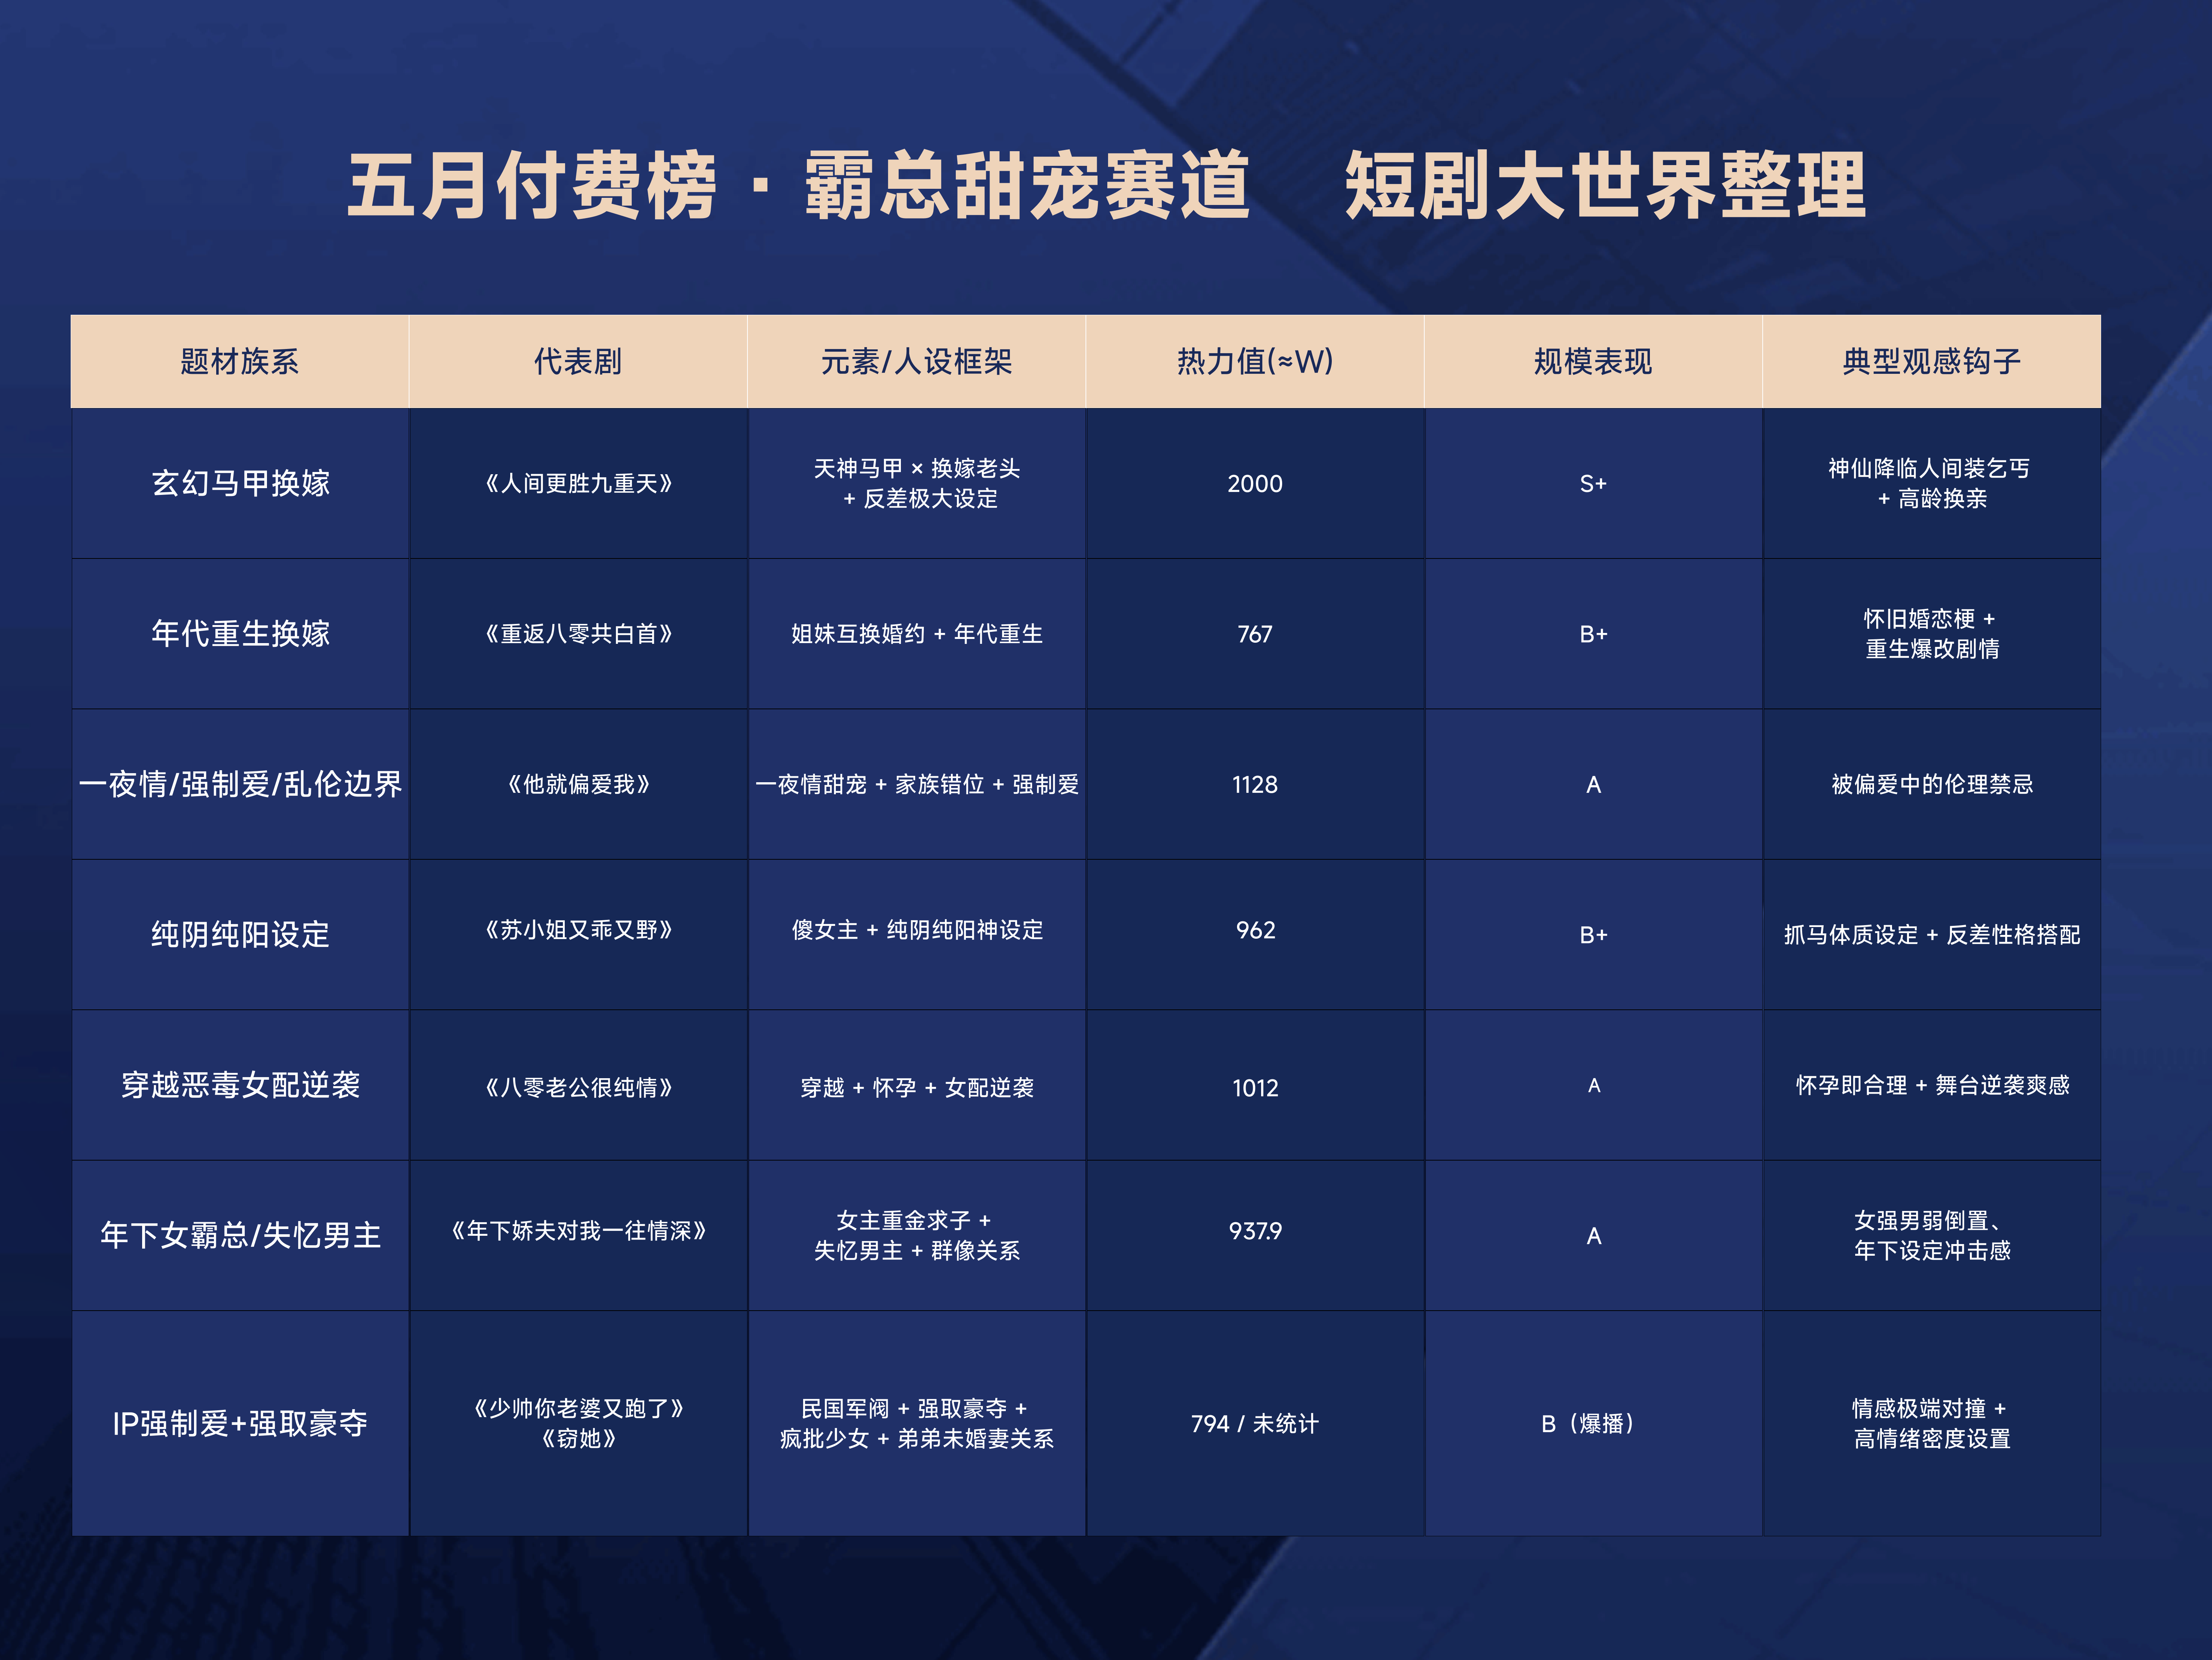 五月付费榜 · 霸总甜宠赛道 短剧大世界整理
题材族系
代表剧
元素/人设框架
热力值(≈W)
规模表现
典型观感钩子
玄幻马甲换嫁
《人间更胜九重天》
天神马甲 × 换嫁老头
+ 反差极大设定
2000
S+
神仙降临人间装乞丐
+ 高龄换亲
年代重生换嫁
《重返八零共白首》
姐妹互换婚约 + 年代重生
767
B+
怀旧婚恋梗 +
重生爆改剧情
一夜情/强制爱/乱伦边界
《他就偏爱我》
一夜情甜宠 + 家族错位 + 强制爱
1128
A
被偏爱中的伦理禁忌
纯阴纯阳设定
《苏小姐又乖又野》
傻女主 + 纯阴纯阳神设定
962
B+
抓马体质设定 + 反差性格搭配
穿越恶毒女配逆袭
《八零老公很纯情》
穿越 + 怀孕 + 女配逆袭
1012
A
怀孕即合理 + 舞台逆袭爽感
年下女霸总/失忆男主
《年下娇夫对我一往情深》
女主重金求子 +
失忆男主 + 群像关系
937.9
A
女强男弱倒置、
年下设定冲击感
IP强制爱+强取豪夺
《少帅你老婆又跑了》
《窃她》
民国军阀 + 强取豪夺 +
疯批少女 + 弟弟未婚妻关系
794 / 未统计
B（爆播）
情感极端对撞 +
高情绪密度设置